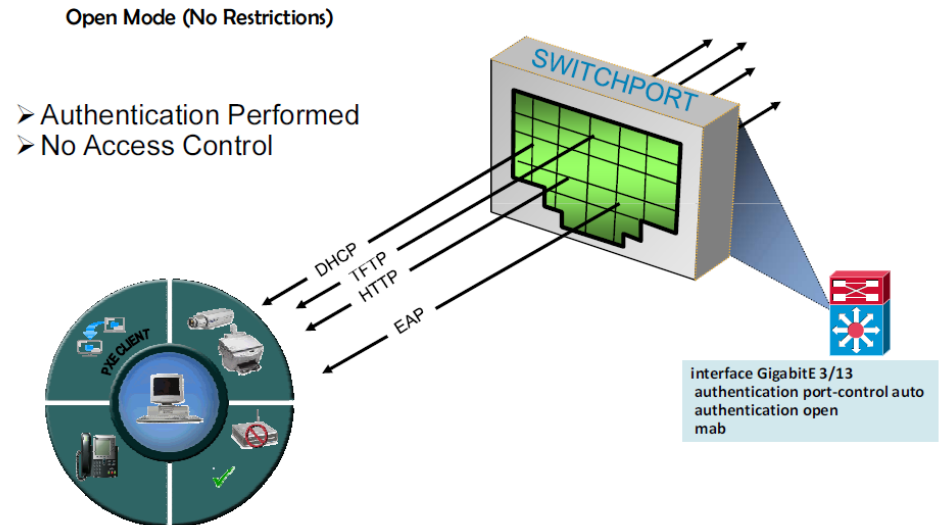 Open Mode (No Restrictions)
➢ Authentication Performed
➢ No Access Control
SWITCHPORT
DHCP
TFTP
HTTP
EAP
PXE CLIENT
interface GigabitE 3/13
authentication port-control auto
authentication open
mab